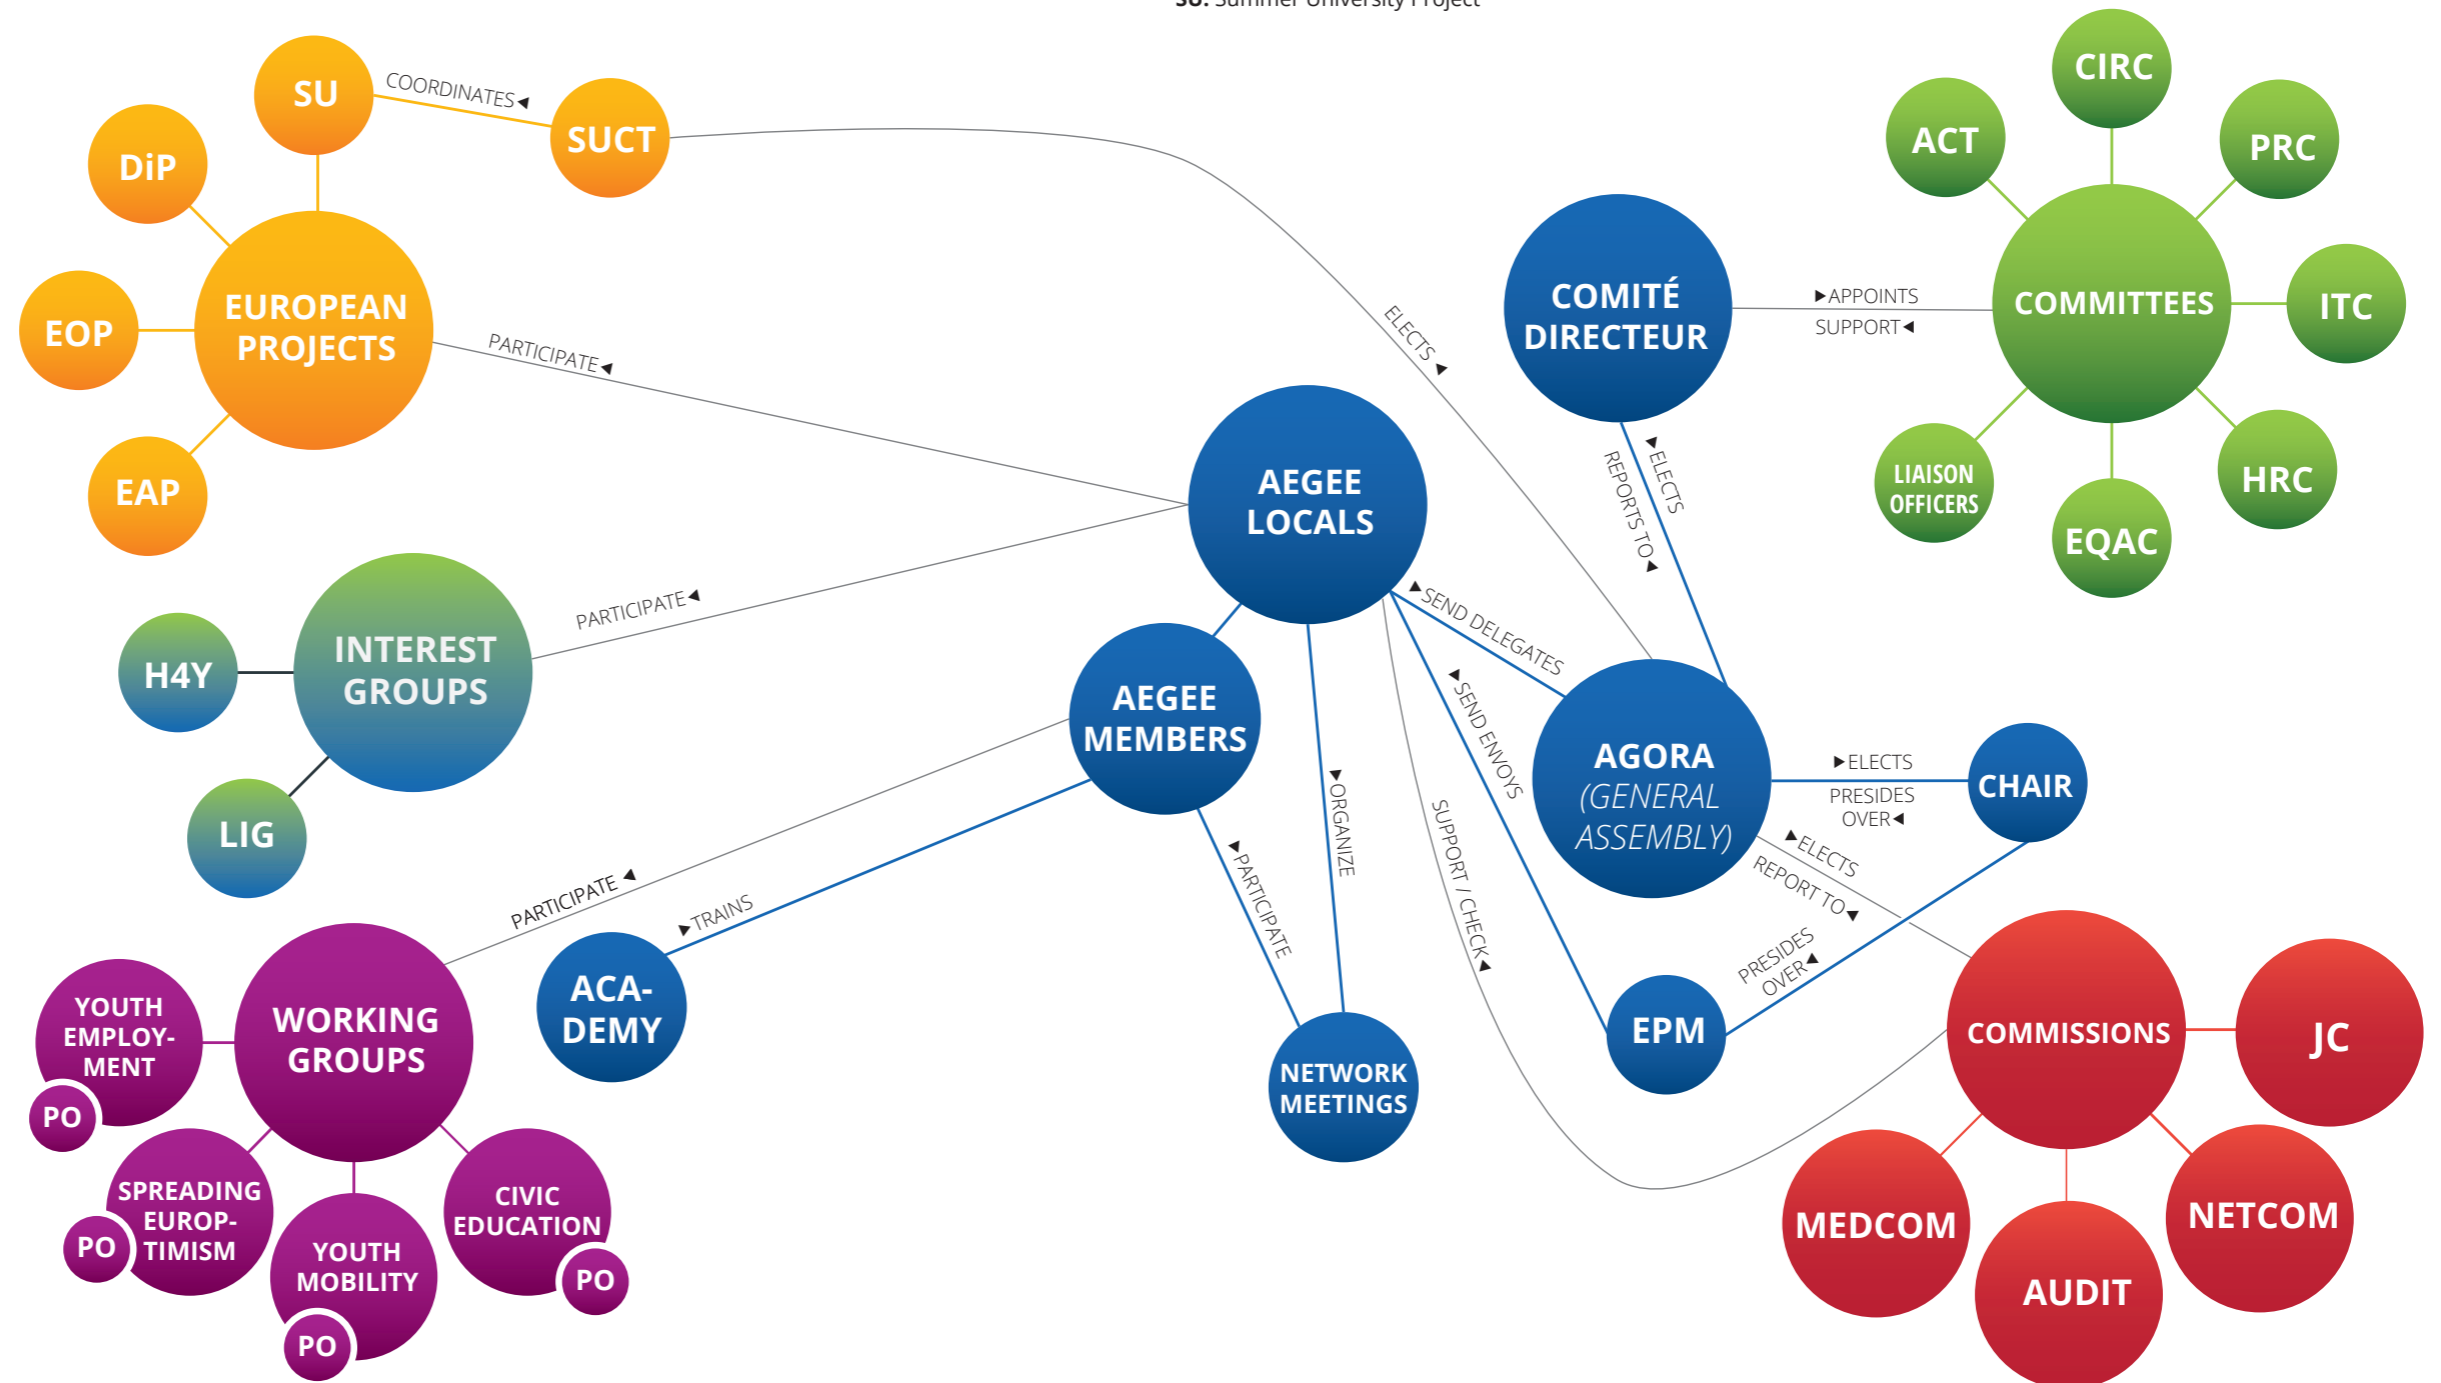 SU: Summer University Project
SU
COORDINATES◀
SUCT
DiP
EOP
EUROPEAN
PROJECTS
EAP
PARTICIPATE◀
ELECTS ◀
COMITÉ
DIRECTEUR
▶APPOINTS
SUPPORT◀
COMMITTEES
CIRC
ACT
PRC
ITC
HRC
EQAC
LIAISON
OFFICERS
AEGEE
LOCALS
◀ELECTS
REPORTS TO◀
INTEREST
GROUPS
H4Y
LIG
PARTICIPATE◀
AEGEE
MEMBERS
▶SEND DELEGATES
◀SEND ENVOYS
SUPPORT / CHECK◀
◀ORGANIZE
◀PARTICIPATE
AGORA
(GENERAL
ASSEMBLY)
▶ELECTS
PRESIDES
OVER◀
CHAIR
▶ELECTS
REPORT TO◀
PRESIDES
OVER◀
EPM
PARTICIPATE ◀
▶TRAINS
ACA-
DEMY
NETWORK
MEETINGS
WORKING
GROUPS
YOUTH
EMPLOY-
MENT
PO
SPREADING
EUROP-
TIMISM
PO
YOUTH
MOBILITY
PO
CIVIC
EDUCATION
PO
COMMISSIONS
JC
NETCOM
AUDIT
MEDCOM